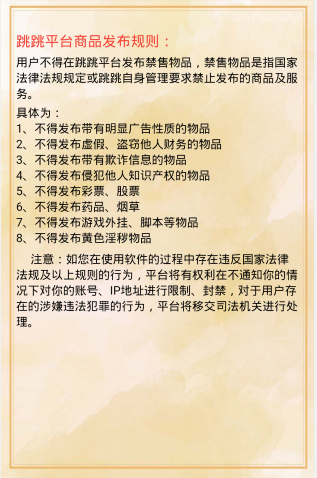 跳跳平台商品发布规则：
用户不得在跳跳平台发布禁售物品，禁售物品是指国家
法律法规规定或跳跳自身管理要求禁止发布的商品及服
务。
具体为：
1、不得发布带有明显广告性质的物品
2、不得发布虚假、盗窃他人财务的物品
3、不得发布带有欺诈信息的物品
4、不得发布侵犯他人知识产权的物品
5、不得发布彩票、股票
6、不得发布药品、烟草
7、不得发布游戏外挂、脚本等物品
8、不得发布黄色淫秽物品
注意：如您在使用软件的过程中存在违反国家法律
法规及以上规则的行为，平台将有权利在不通知你的情
况下对你的账号、IP地址进行限制、封禁，对于用户存
在的涉嫌违法犯罪的行为，平台将移交司法机关进行处
理。